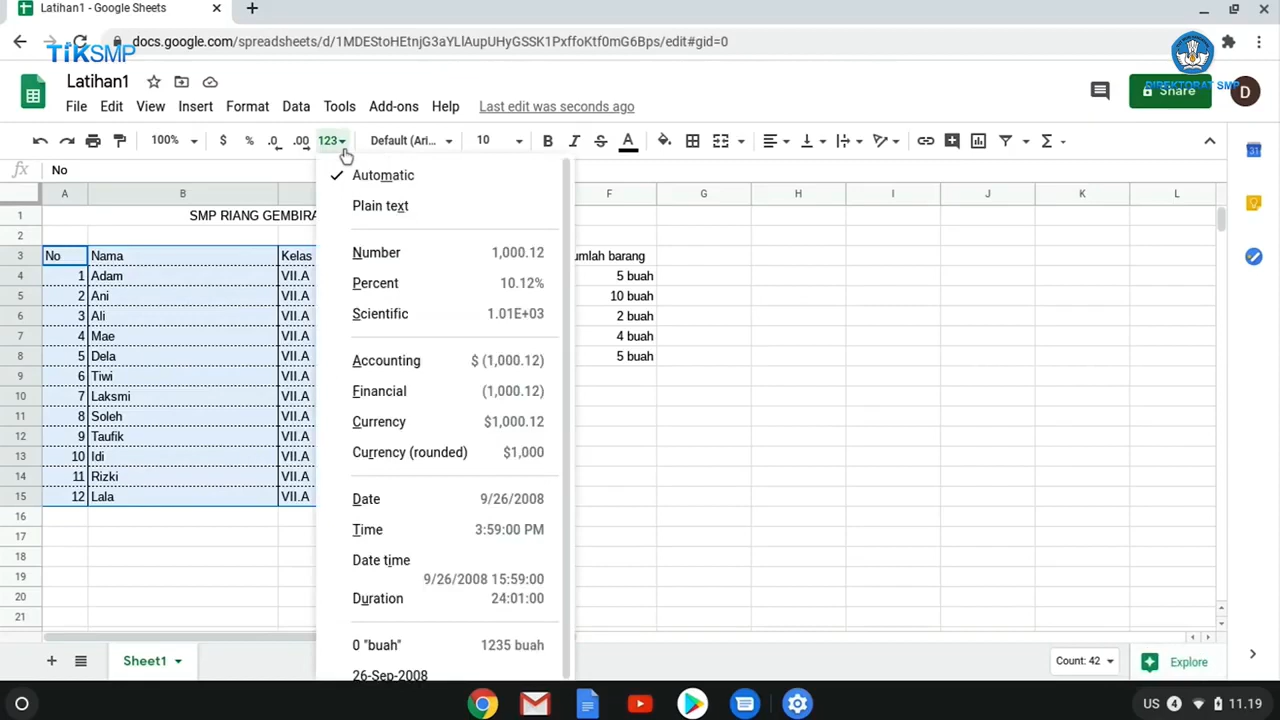 Latihan1 - Google Sheets
docs.google.com/spreadsheets/d/1MDEStoHEtnjG3aYLlAupUHyGSSK1PxffoKtf0mG6Bps/edit#gid=0
TiKSMP
DIREKTORAT SMP
Latihan1
Share
D
File Edit View Insert Format Data Tools Add-ons Help Last edit was seconds ago
100% $ % .0 .00 123 Default (Ari... 10 B I A
fx No
A B F G H I J K L
1 SMP RIANG GEMBIRA
2
3 No Nama Kelas umlah barang
4 1 Adam VII.A 5 buah
5 2 Ani VII.A 10 buah
6 3 Ali VII.A 2 buah
7 4 Mae VII.A 4 buah
8 5 Dela VII.A 5 buah
9 6 Tiwi VII.A
10 7 Laksmi VII.A
11 8 Soleh VII.A
12 9 Taufik VII.A
13 10 Idi VII.A
14 11 Rizki VII.A
15 12 Lala VII.A
16
17
18
19
20
21
Automatic
Plain text
Number 1,000.12
Percent 10.12%
Scientific 1.01E+03
Accounting $ (1,000.12)
Financial (1,000.12)
Currency $1,000.12
Currency (rounded) $1,000
Date 9/26/2008
Time 3:59:00 PM
Date time
9/26/2008 15:59:00
Duration 24:01:00
0 "buah" 1235 buah
26-Sep-2008
Sheet1
Count: 42
Explore
31
US 4 11.19